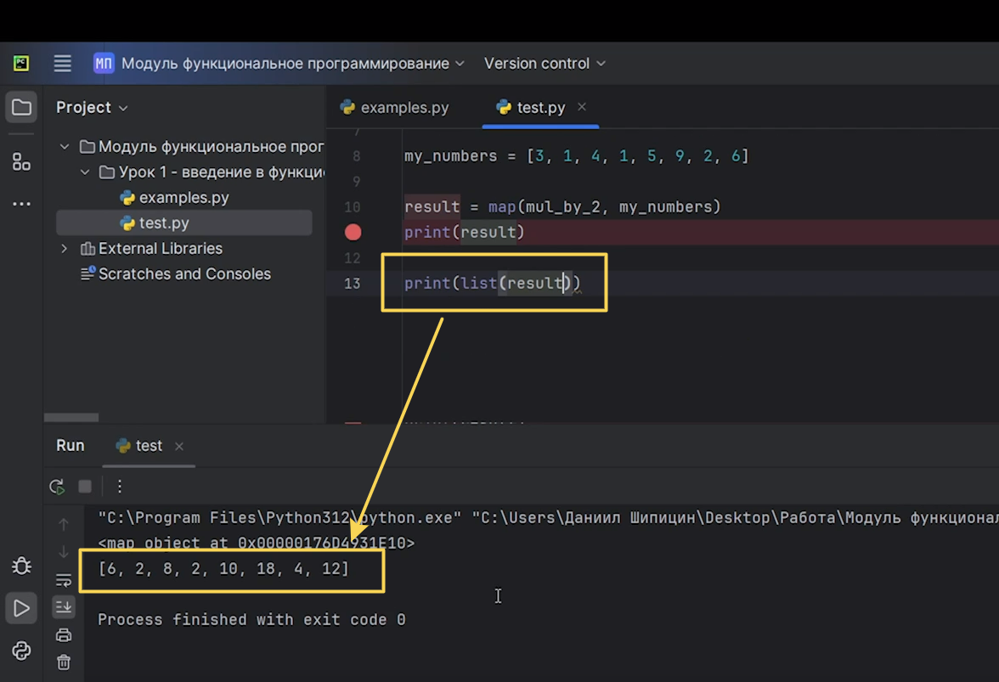 PC
МП Модуль функциональное программирование Version control
Project
examples.py test.py
Модуль функциональное прог
Урок 1 - введение в функци
examples.py
test.py
External Libraries
Scratches and Consoles
7
8 my_numbers = [3, 1, 4, 1, 5, 9, 2, 6]
9
10 result = map(mul_by_2, my_numbers)
print(result)
12
13 print(list(result))
Run test
"C:\Program Files\Python312\python.exe" "C:\Users\Даниил Шипицин\Desktop\Работа\Модуль функционал
<map object at 0x00000176D4931E10>
[6, 2, 8, 2, 10, 18, 4, 12]
Process finished with exit code 0